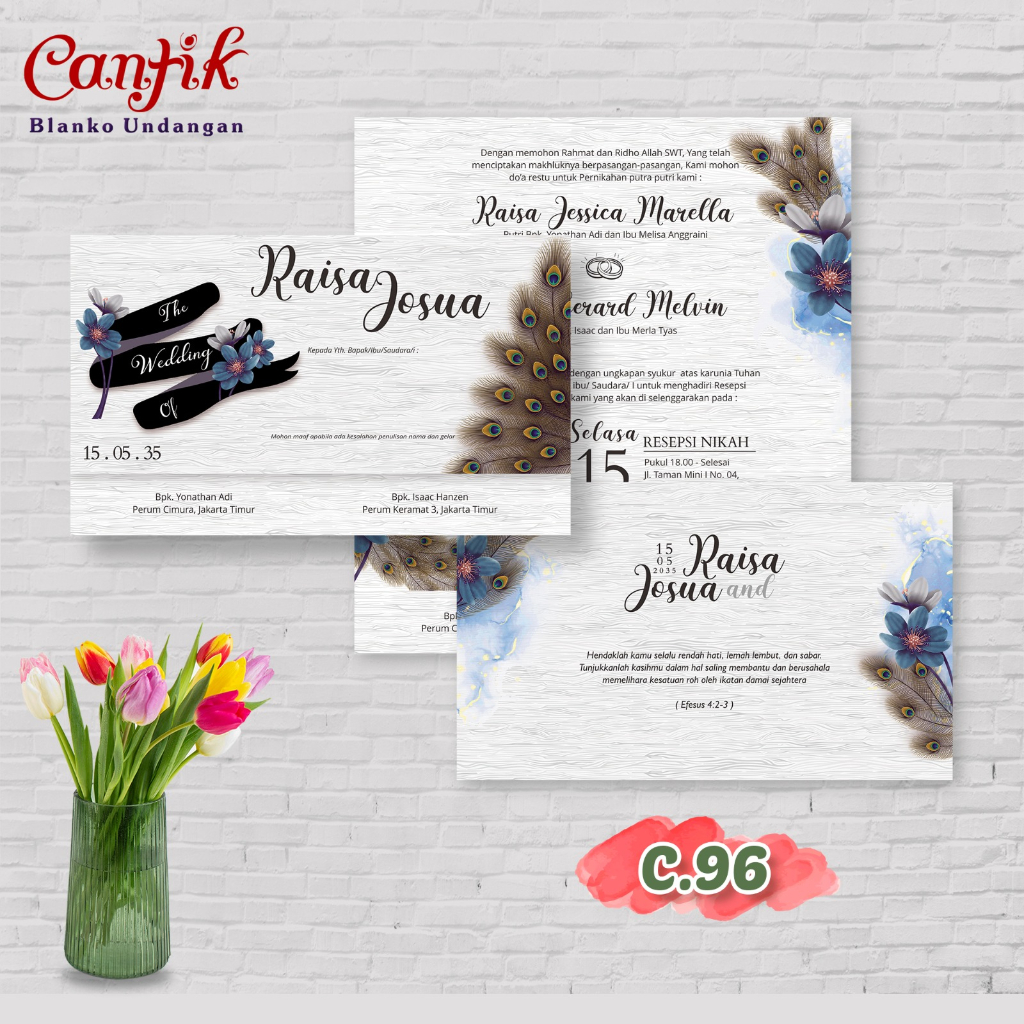 Cantik
Blanko Undangan
Dengan memohon Rahmat dan Ridho Allah SWT, Yang telah
menciptakan makhluknya berpasangan-pasangan, Kami mohon
do'a restu untuk Pernikahan putra putri kami :
Raisa Jessica Marella
Putri Bpk. Yonathan Adi dan Ibu Melisa Anggraini
erard Melvin
Isaac dan Ibu Merla Tyas
dengan ungkapan syukur atas karunia Tuhan
Ibu/ Saudara/ I untuk menghadiri Resepsi
kami yang akan di selenggarakan pada :
Selasa
15
RESEPSI NIKAH
Pukul 18.00 - Selesai
Jl. Taman Mini I No. 04,
Raisa
Josua
The
Wedding
Of
Kepada Yth. Bapak/Ibu/Saudara/i :
Mohon maaf apabila ada kesalahan penulisan nama dan gelar
15 . 05 . 35
Bpk. Yonathan Adi
Perum Cimura, Jakarta Timur
Bpk. Isaac Hanzen
Perum Keramat 3, Jakarta Timur
Perum C
15
05
2035
Raisa
Josua and
Hendaklah kamu selalu rendah hati, lemah lembut, dan sabar.
Tunjukkanlah kasihmu dalam hal saling membantu dan berusahala
memelihara kesatuan roh oleh ikatan damai sejahtera
( Efesus 4:2-3 )
C.96